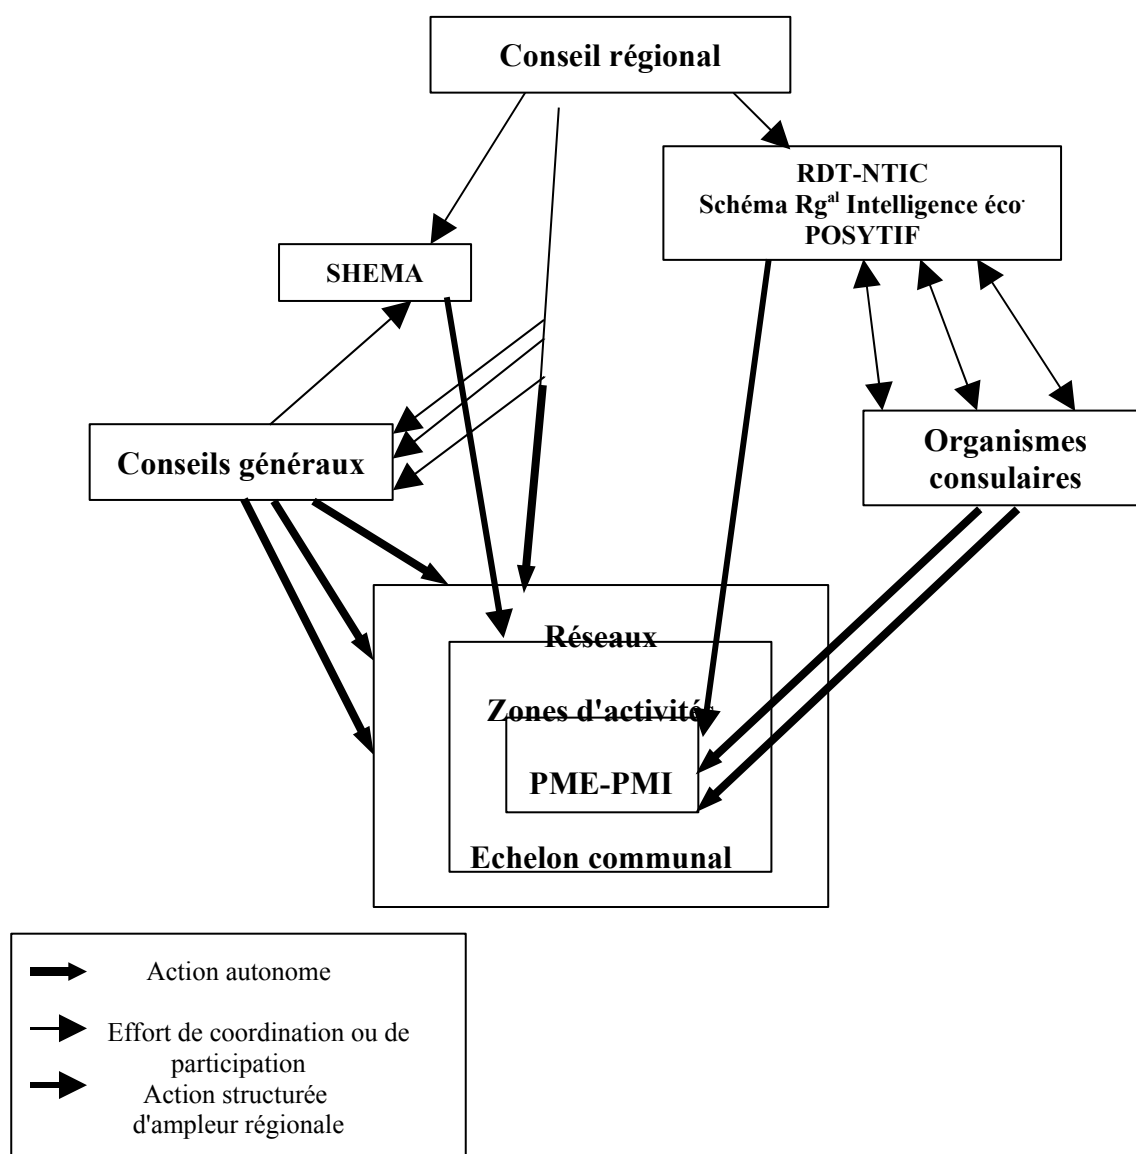 Conseil régional
RDT-NTIC
Schéma Rgal Intelligence éco.
POSYTIF
SHEMA
Conseils généraux
Organismes
consulaires
Réseaux
Zones d'activités
PME-PMI
Echelon communal
Action autonome
Effort de coordination ou de
participation
Action structurée
d'ampleur régionale